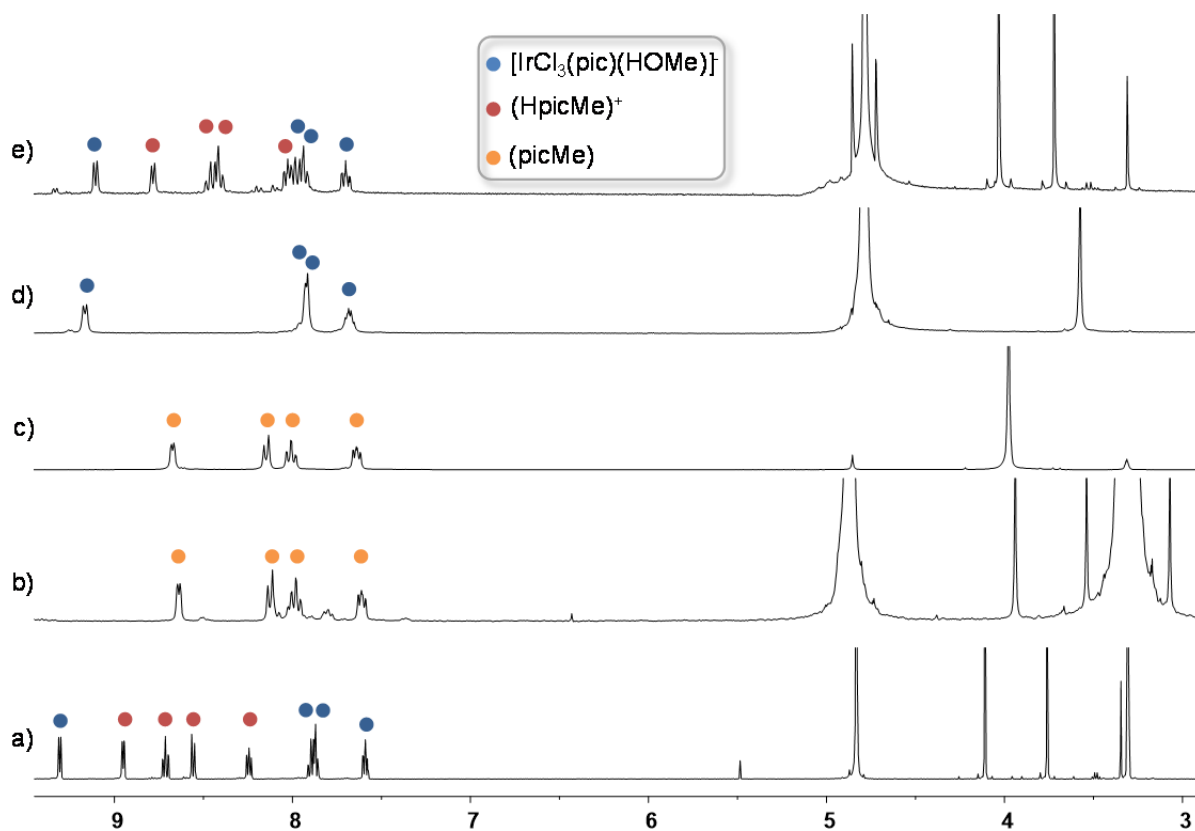 [IrCl₃(pic)(HOMe)]⁻
(HpicMe)⁺
(picMe)
e)
d)
c)
b)
a)
9 8 7 6 5 4 3